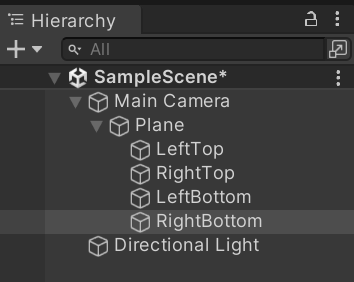 Hierarchy
All
SampleScene*
Main Camera
Plane
LeftTop
RightTop
LeftBottom
RightBottom
Directional Light